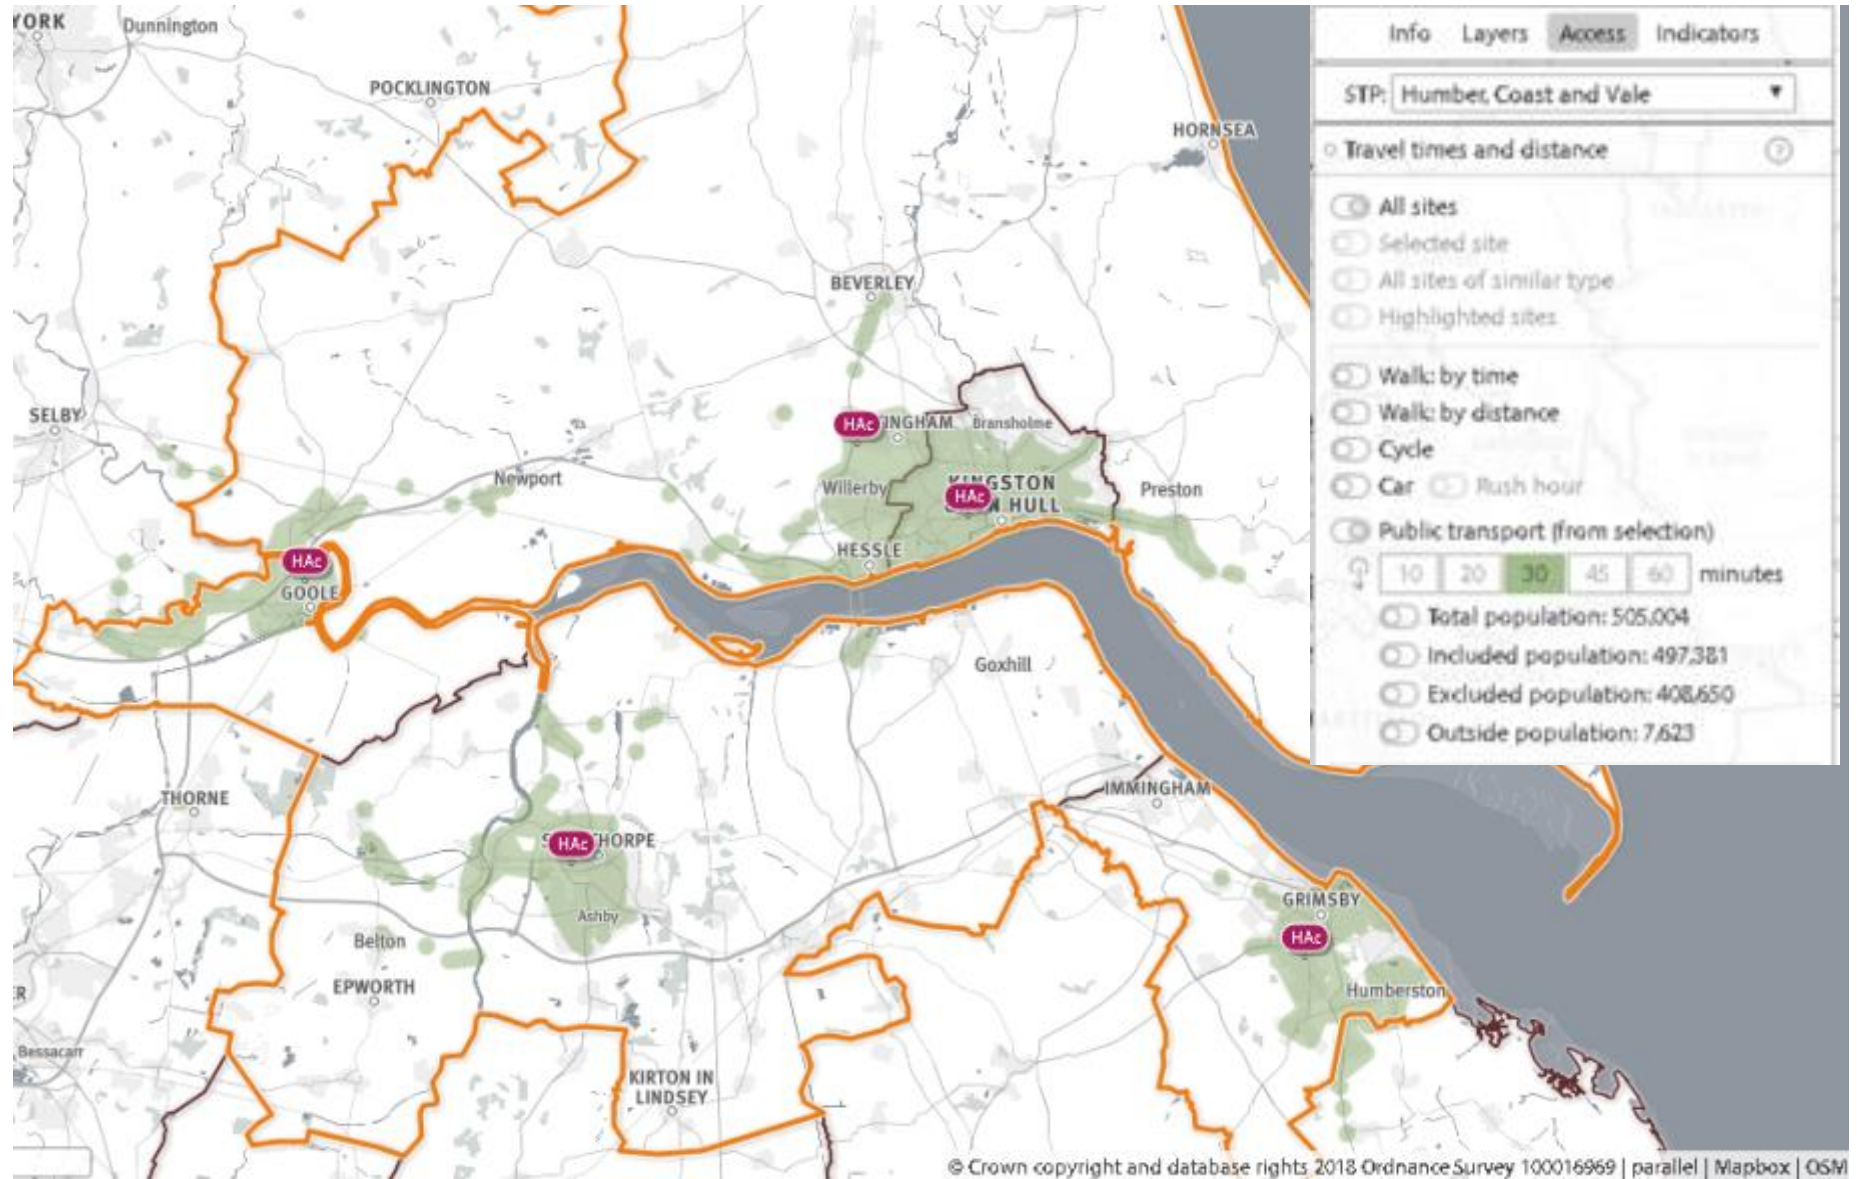 YORK
Dunnington
POCKLINGTON
HORNSEA
BEVERLEY
SELBY
HAc INGHAM
Bransholme
Newport
Willerby
KINGSTON
HAc
N HULL
Preston
HESSLE
HAc
GOOLE
Goxhill
THORNE
IMMINGHAM
S HAc HORPE
GRIMSBY
Ashby
HAc
Belton
EPWORTH
Humberston
ER
Bessacarr
KIRTON IN
LINDSEY
Info Layers Access Indicators
STP: Humber, Coast and Vale
Travel times and distance ?
All sites
Selected site
All sites of similar type
Highlighted sites
Walk: by time
Walk: by distance
Cycle
Car Rush hour
Public transport (from selection)
10 20 30 45 60 minutes
Total population: 505,004
Included population: 497,381
Excluded population: 408,650
Outside population: 7,623
© Crown copyright and database rights 2018 Ordnance Survey 100016969 | parallel | Mapbox | OSM